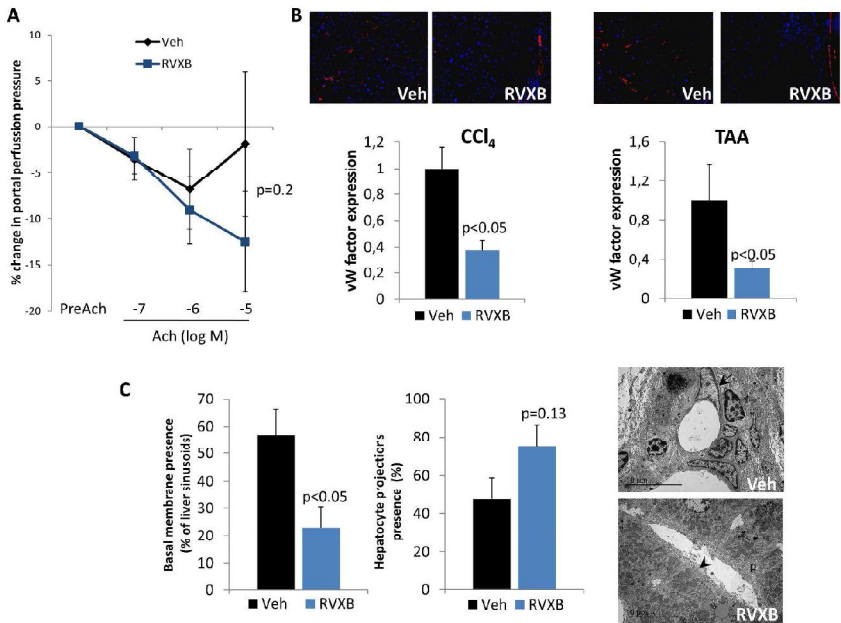 A
% change in portal perfussion pressure
10
5
0
-5
-10
-15
-20
Veh
RVXB
p=0.2
PreAch
-7
-6
-5
Ach (log M)
B
Veh
RVXB
Veh
RVXB
CCl4
vW factor expression
1,2
1
0,8
0,6
0,4
0,2
0
p<0.05
Veh
RVXB
TAA
vW factor expression
1,6
1,2
0,8
0,4
0
p<0.05
Veh
RVXB
C
Basal membrane presence
(% of liver sinusoids)
70
60
50
40
30
20
10
0
p<0.05
Veh
RVXB
Hepatocyte projections
presence (%)
100
80
60
40
20
0
p=0.13
Veh
RVXB
Veh
RVXB